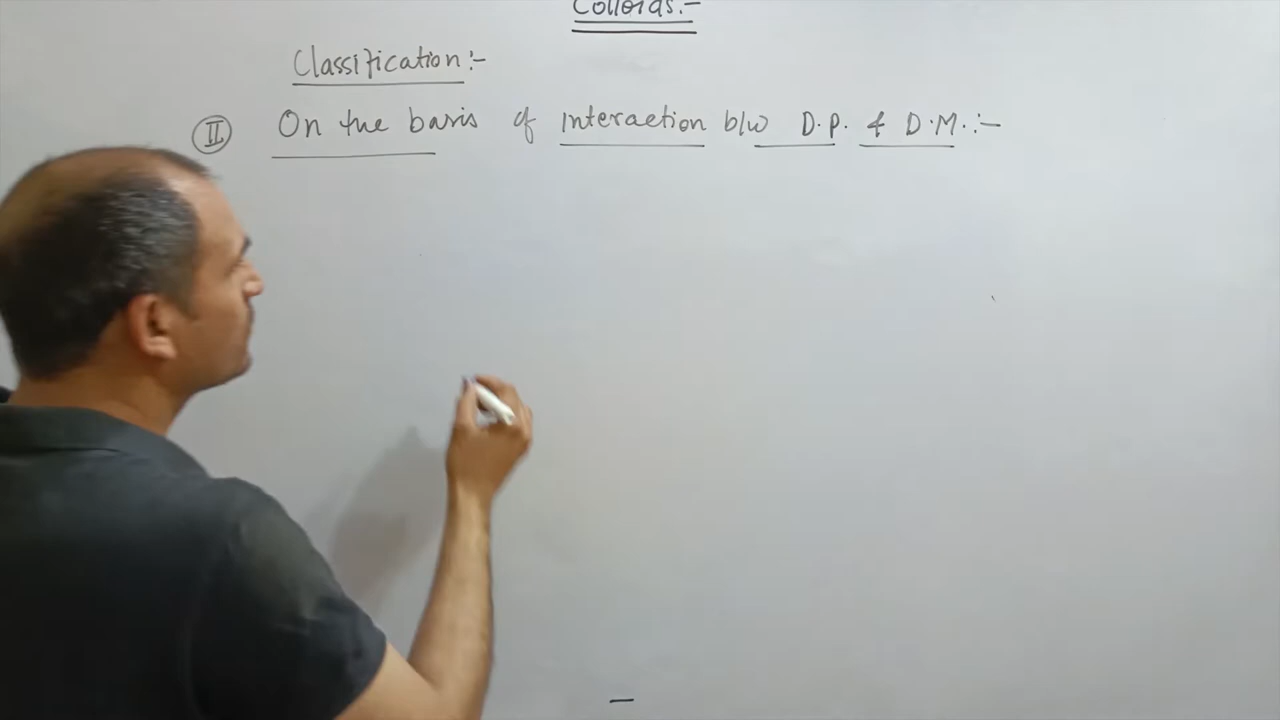 Colloids:-
Classification:-
II On the basis of interaction b/w D.P. & D.M.:-